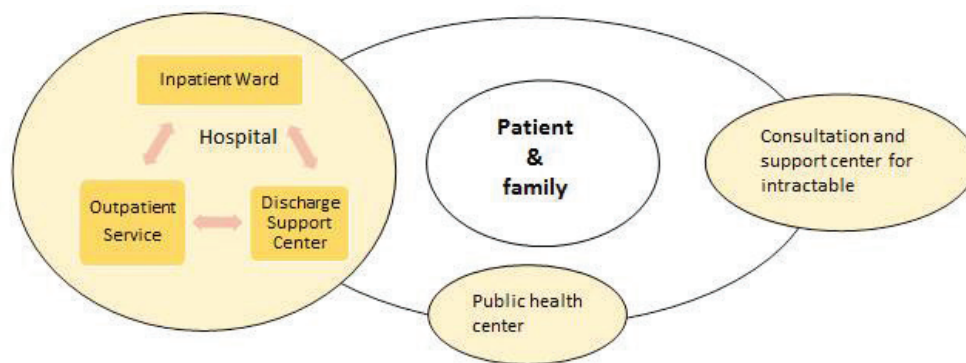 Inpatient Ward
Hospital
Outpatient
Service
Discharge
Support
Center
Patient
&
family
Consultation and
support center for
intractable
Public health
center